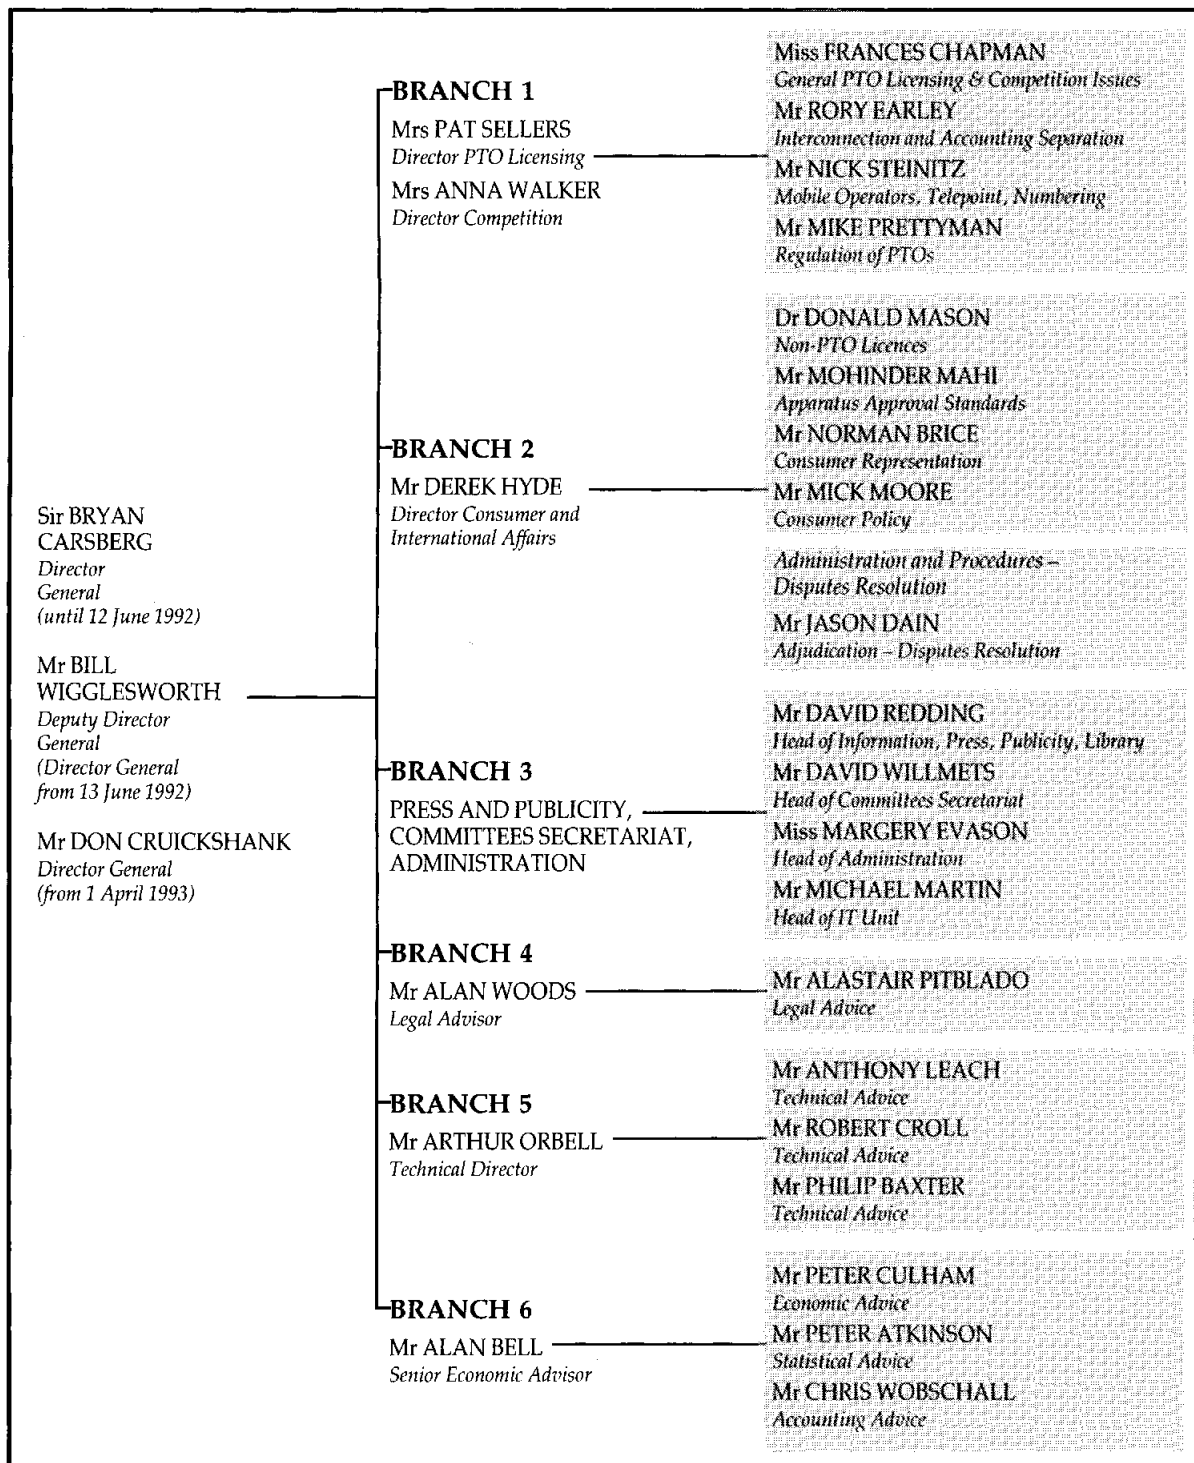 Sir BRYAN
CARSBERG
Director
General
(until 12 June 1992)
Mr BILL
WIGGLESWORTH
Deputy Director
General
(Director General
from 13 June 1992)
Mr DON CRUICKSHANK
Director General
(from 1 April 1993)
BRANCH 1
Mrs PAT SELLERS
Director PTO Licensing
Mrs ANNA WALKER
Director Competition
Miss FRANCES CHAPMAN
General PTO Licensing & Competition Issues
Mr RORY EARLEY
Interconnection and Accounting Separation
Mr NICK STEINITZ
Mobile Operators, Telepoint, Numbering
Mr MIKE PRETTYMAN
Regulation of PTOs
BRANCH 2
Mr DEREK HYDE
Director Consumer and
International Affairs
Dr DONALD MASON
Non-PTO Licences
Mr MOHINDER MAHI
Apparatus Approval Standards
Mr NORMAN BRICE
Consumer Representation
Mr MICK MOORE
Consumer Policy
Administration and Procedures –
Disputes Resolution
Mr JASON DAIN
Adjudication – Disputes Resolution
BRANCH 3
PRESS AND PUBLICITY,
COMMITTEES SECRETARIAT,
ADMINISTRATION
Mr DAVID REDDING
Head of Information, Press, Publicity, Library
Mr DAVID WILLMETS
Head of Committees Secretariat
Miss MARGERY EVASON
Head of Administration
Mr MICHAEL MARTIN
Head of IT Unit
BRANCH 4
Mr ALAN WOODS
Legal Advisor
Mr ALASTAIR PITBLADO
Legal Advice
BRANCH 5
Mr ARTHUR ORBELL
Technical Director
Mr ANTHONY LEACH
Technical Advice
Mr ROBERT CROLL
Technical Advice
Mr PHILIP BAXTER
Technical Advice
BRANCH 6
Mr ALAN BELL
Senior Economic Advisor
Mr PETER CULHAM
Economic Advice
Mr PETER ATKINSON
Statistical Advice
Mr CHRIS WOBSCHALL
Accounting Advice